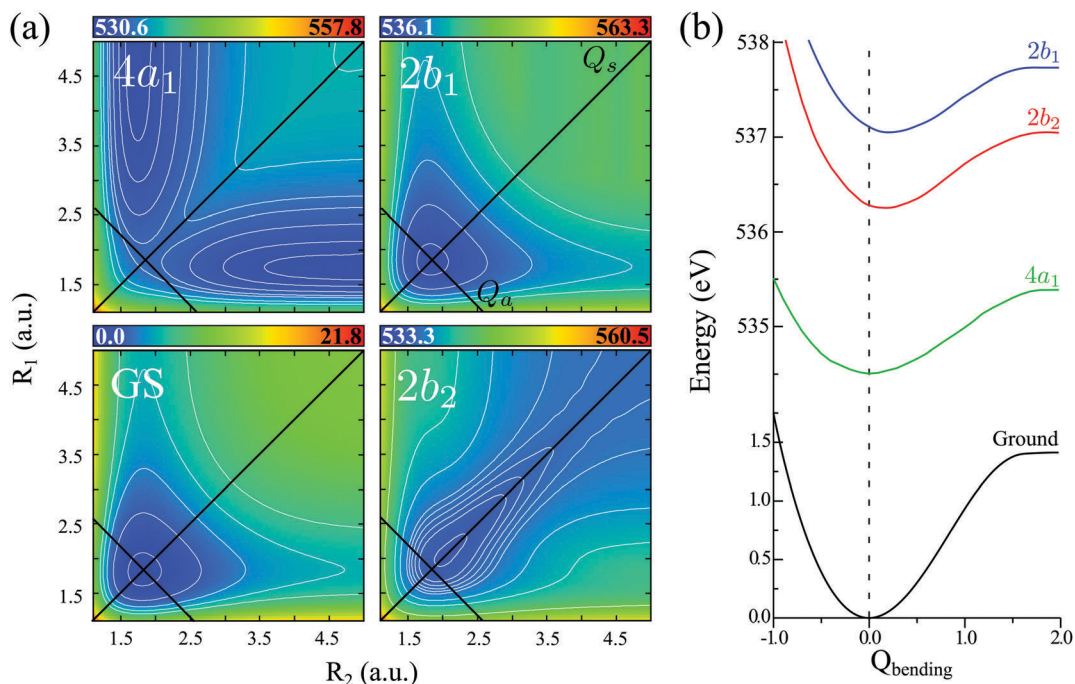 (a)
530.6 557.8
536.1 563.3
4a1
2b1
Qs
Qa
4.5
3.5
2.5
1.5
0.0 21.8
533.3 560.5
GS
2b2
4.5
3.5
2.5
1.5
1.5 2.5 3.5 4.5
1.5 2.5 3.5 4.5
R1 (a.u.)
R2 (a.u.)
(b)
538
537
536
535
1.5
1.0
0.5
0.0
Energy (eV)
2b1
2b2
4a1
Ground
-1.0 0.0 1.0 2.0
Qbending